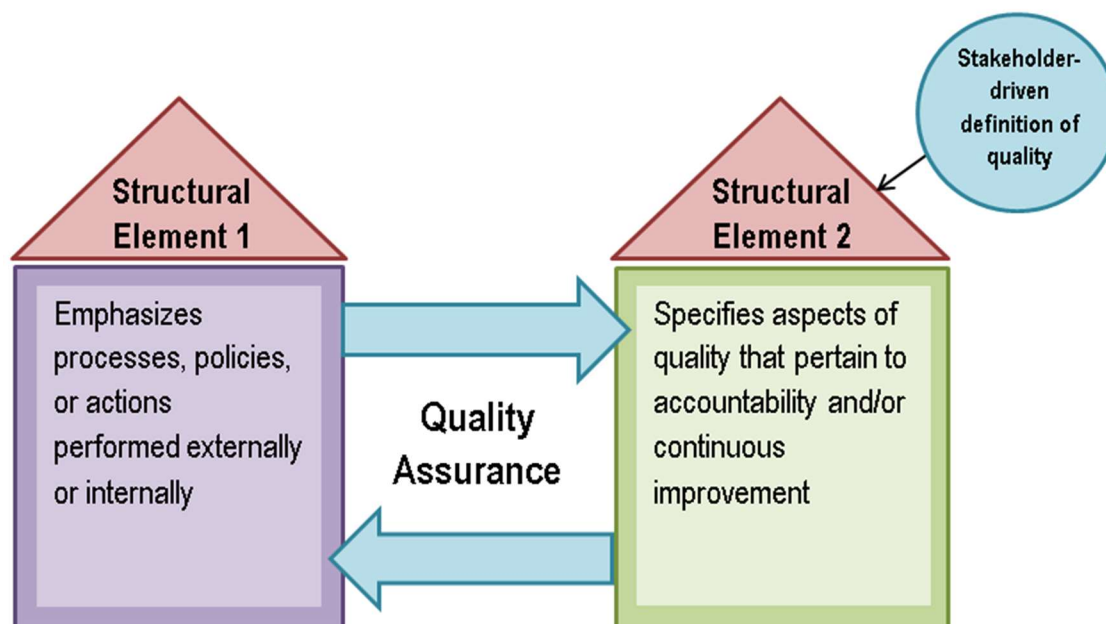 Stakeholder-
driven
definition of
quality
Structural
Element 1
Structural
Element 2
Emphasizes
processes, policies,
or actions
performed externally
or internally
Quality
Assurance
Specifies aspects of
quality that pertain to
accountability and/or
continuous
improvement